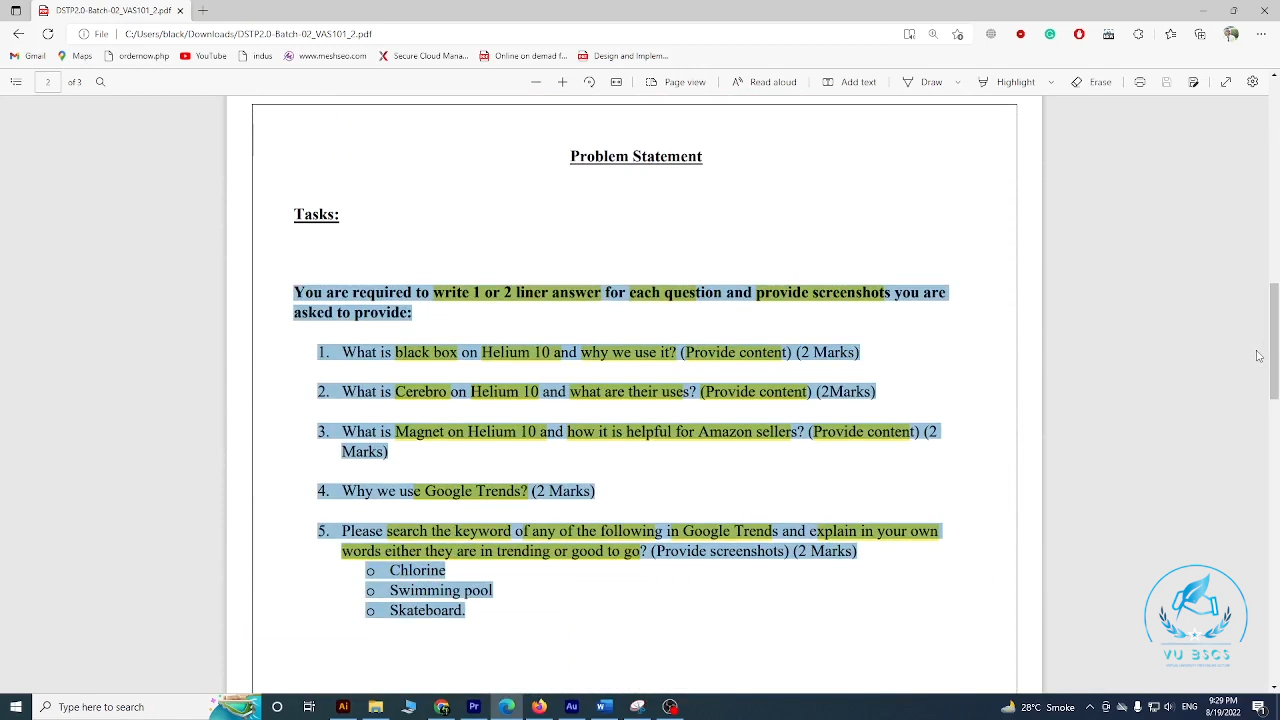 DSTP2.0-Batch-02_VAS101_2.pdf
File | C:/Users/black/Downloads/DSTP2.0-Batch-02_VAS101_2.pdf
Gmail Maps ordernow.php YouTube indus www.meshseo.com Secure Forex Calls Online on demand f... Design and Implem...
2 of 3 Page view Read aloud Add text Draw Highlight Erase
Problem Statement
Tasks:
You are required to write 1 or 2 liner answer for each question and provide screenshots you are
asked to provide:
1. What is black box on Helium 10 and why we use it? (Provide content) (2 Marks)
2. What is Cerebro on Helium 10 and what are their uses? (Provide content) (2Marks)
3. What is Magnet on Helium 10 and how it is helpful for Amazon sellers? (Provide content) (2
Marks)
4. Why we use Google Trends? (2 Marks)
5. Please search the keyword of any of the following in Google Trends and explain in your own
words either they are in trending or good to go? (Provide screenshots) (2 Marks)
o Chlorine
o Swimming pool
o Skateboard.
VU BSCS
Type here to search
Ai Pr Au
28°C Smoke
9:29 PM
8/19/2022